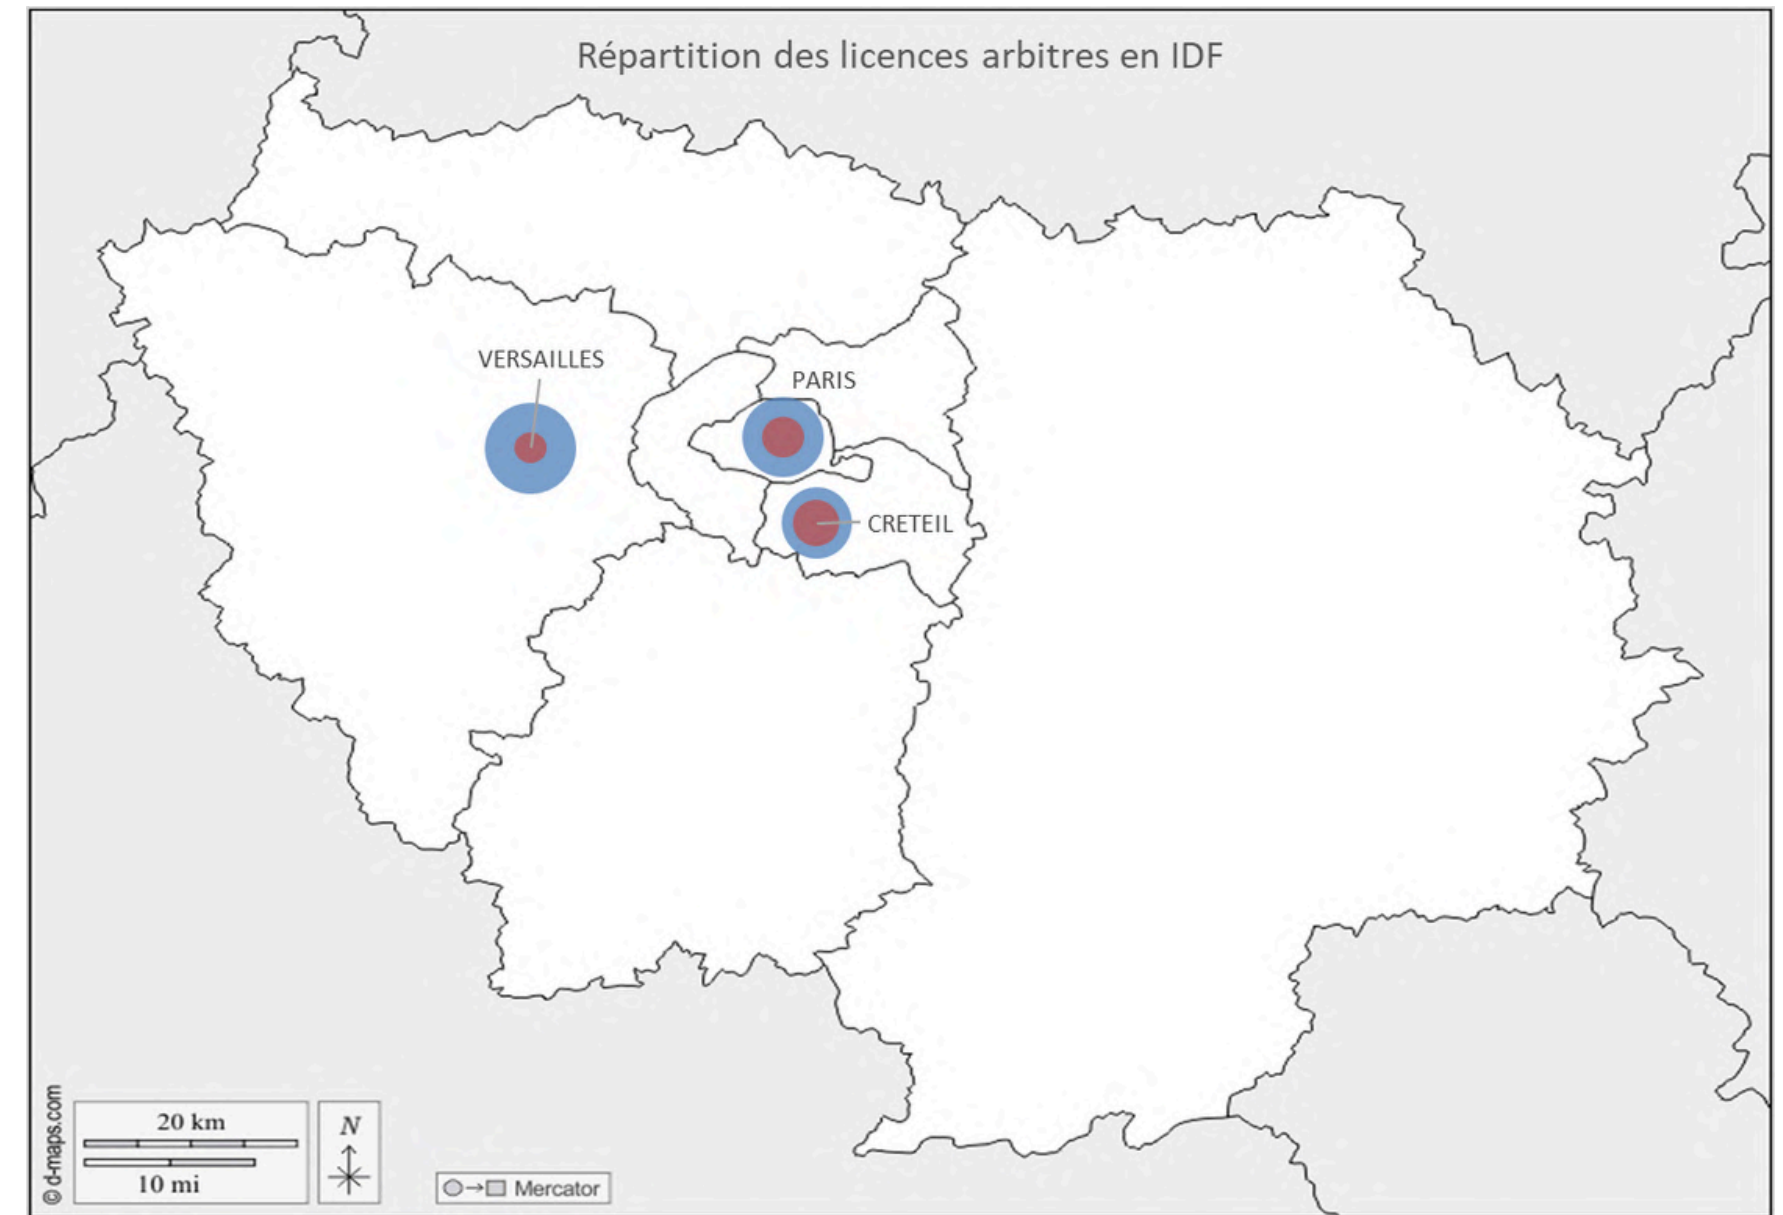 Répartition des licences arbitres en IDF
VERSAILLES
PARIS
CRETEIL
© d-maps.com
20 km
10 mi
N
Mercator